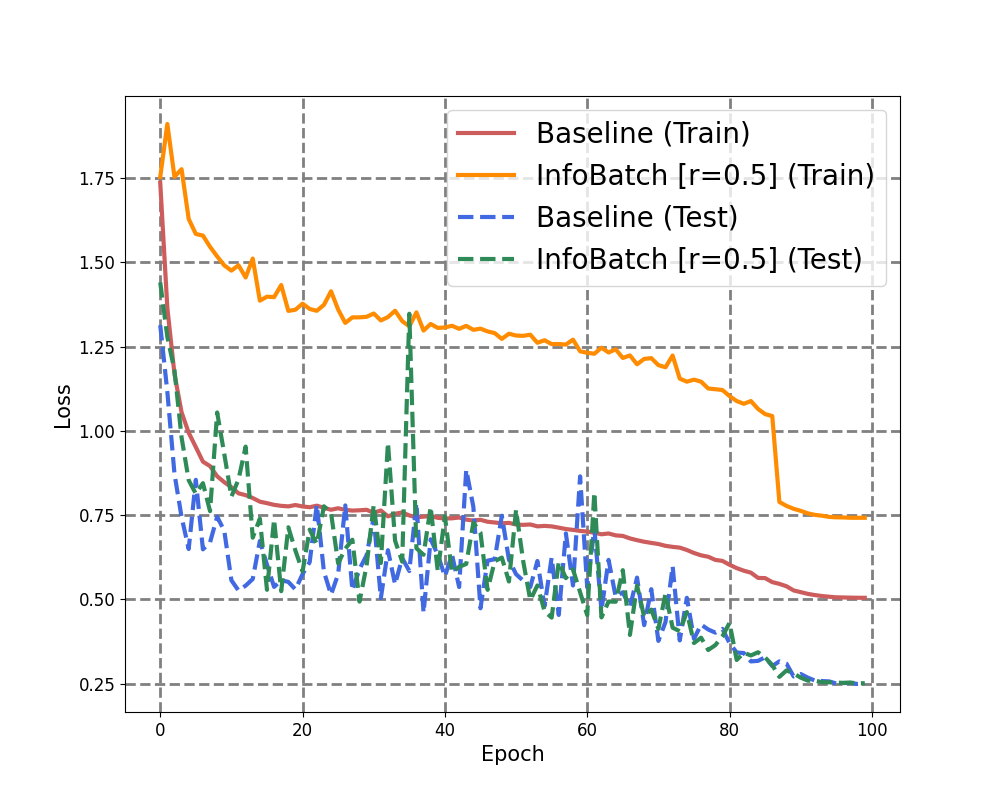 Baseline (Train)
InfoBatch [r=0.5] (Train)
Baseline (Test)
InfoBatch [r=0.5] (Test)
1.75
1.50
1.25
1.00
0.75
0.50
0.25
Loss
0 20 40 60 80 100
Epoch